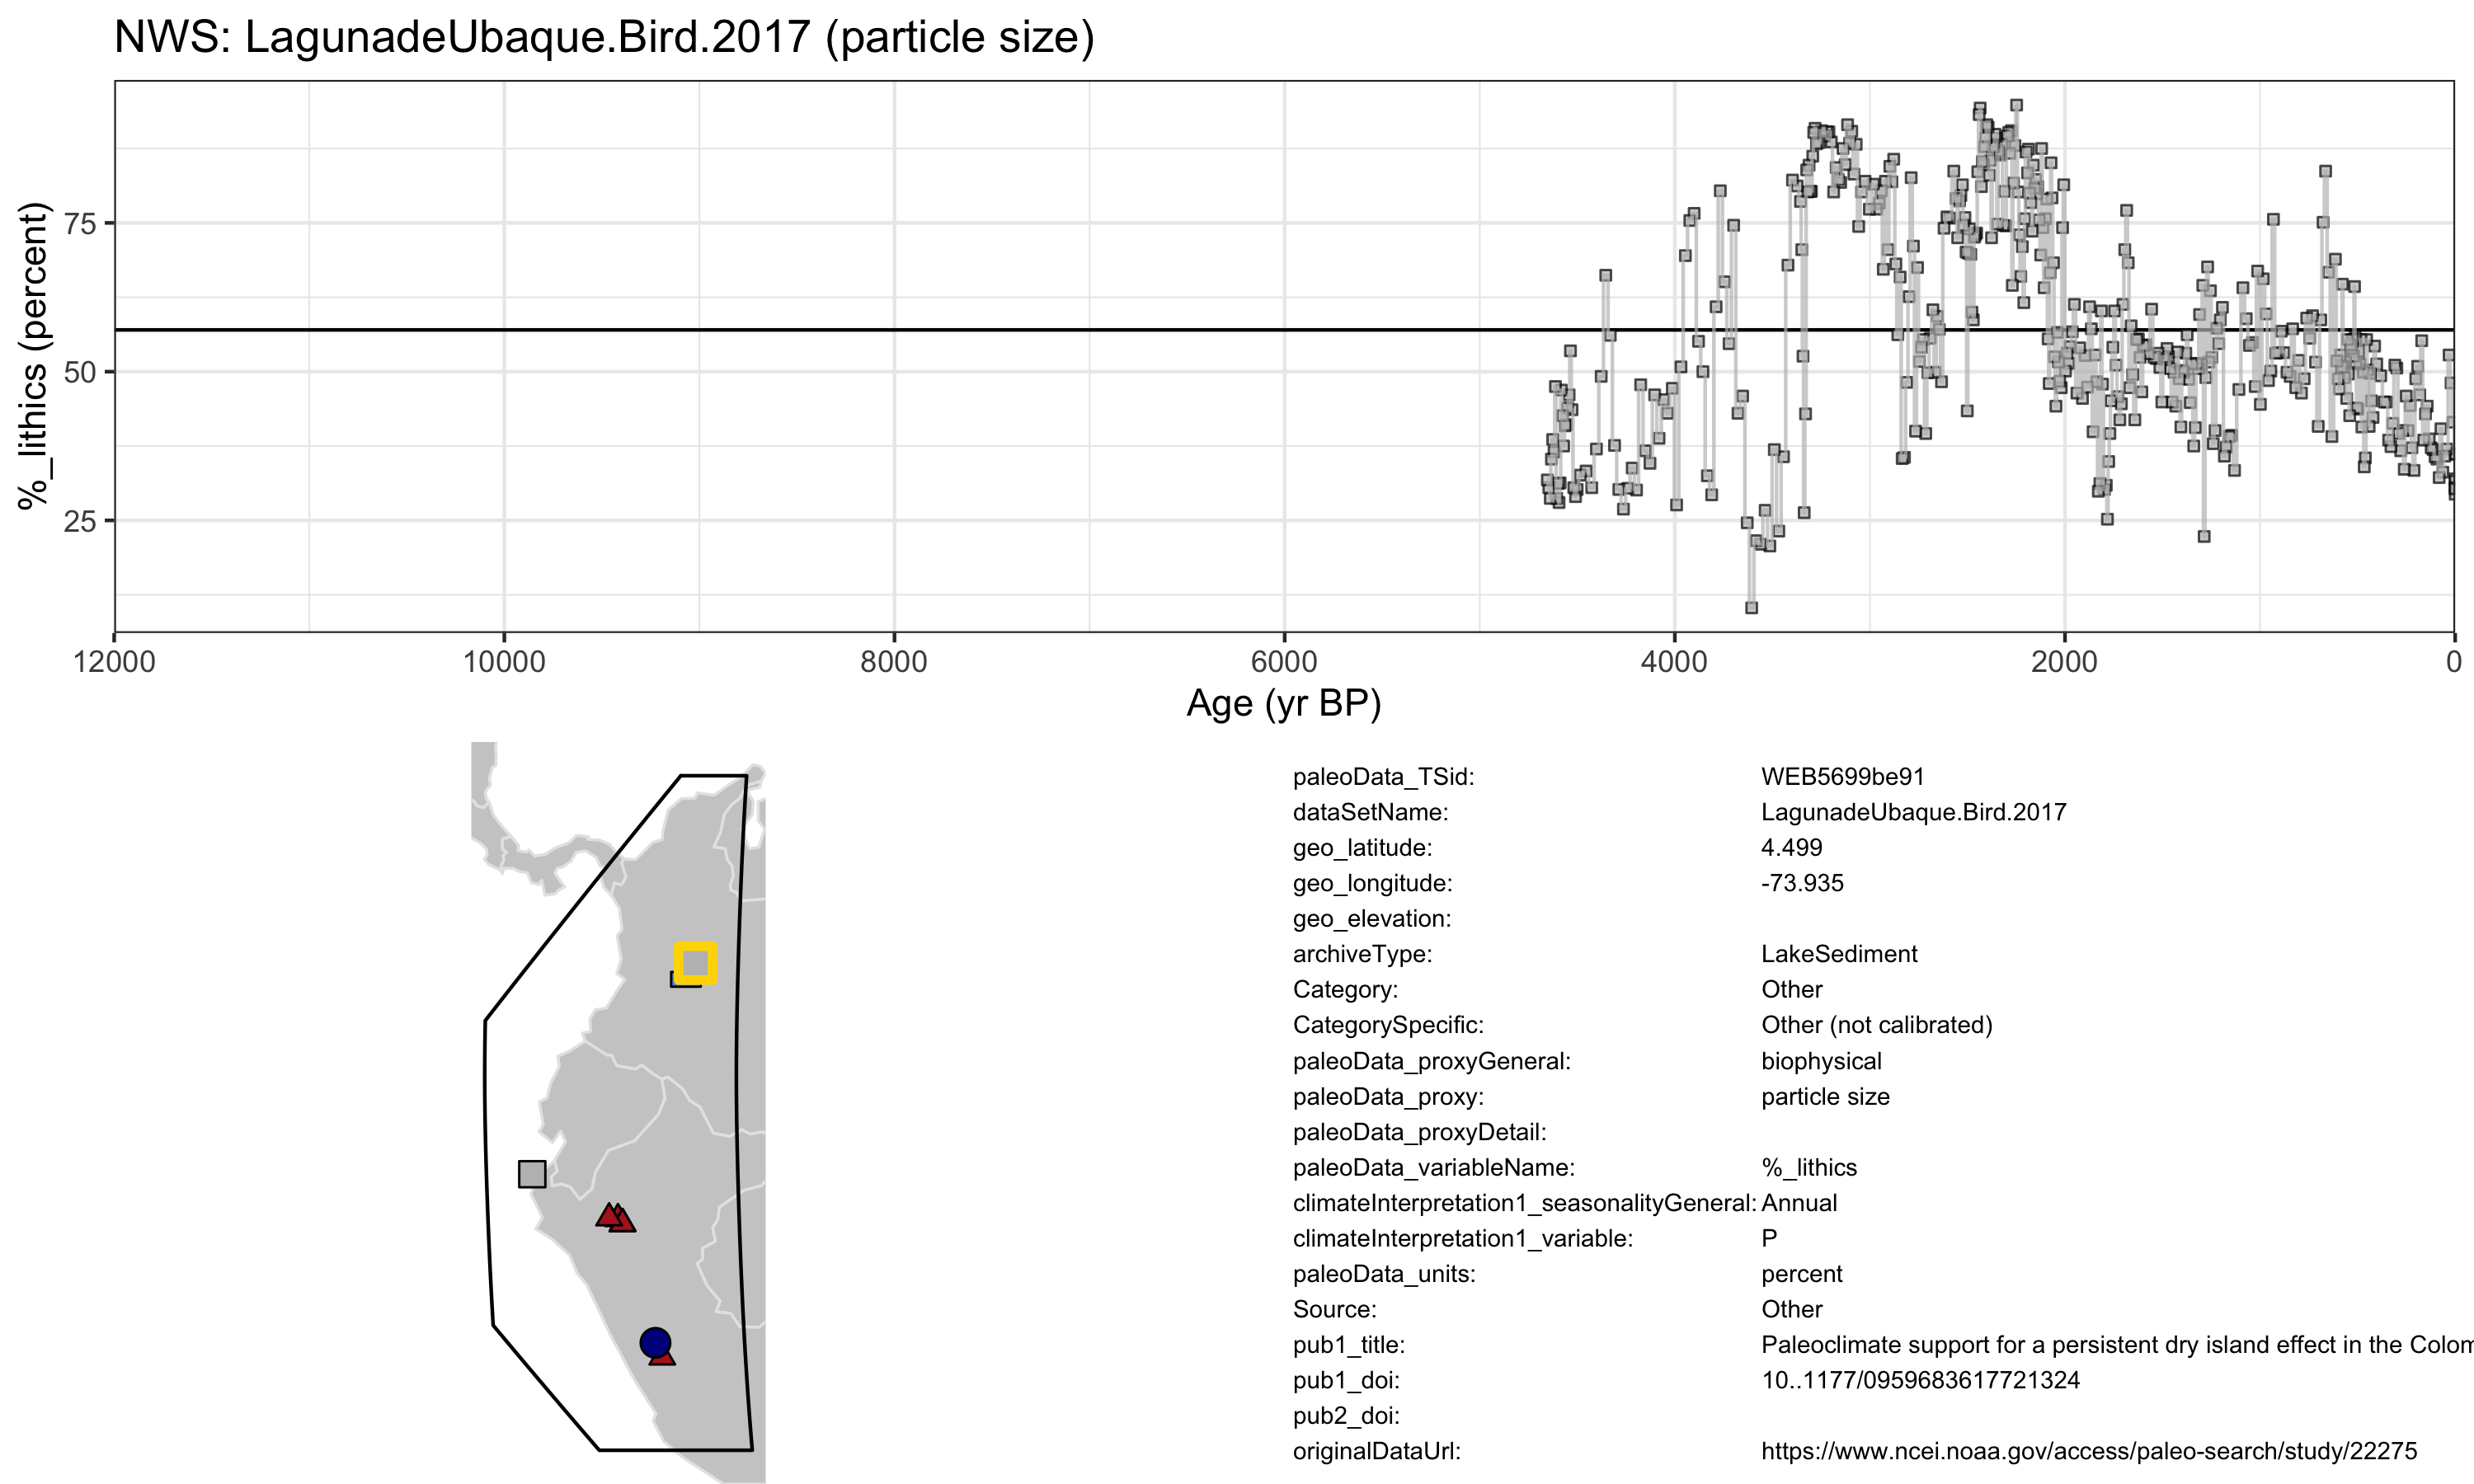 NWS: LagunadeUbaque.Bird.2017 (particle size)
%_lithics (percent)
75
50
25
12000 10000 8000 6000 4000 2000 0
Age (yr BP)
paleoData_TSid: WEB5699be91
dataSetName: LagunadeUbaque.Bird.2017
geo_latitude: 4.499
geo_longitude: -73.935
geo_elevation:
archiveType: LakeSediment
Category: Other
CategorySpecific: Other (not calibrated)
paleoData_proxyGeneral: biophysical
paleoData_proxy: particle size
paleoData_proxyDetail:
paleoData_variableName: %_lithics
climateInterpretation1_seasonalityGeneral: Annual
climateInterpretation1_variable: P
paleoData_units: percent
Source: Other
pub1_title: Paleoclimate support for a persistent dry island effect in the Colom
pub1_doi: 10..1177/0959683617721324
pub2_doi:
originalDataUrl: https://www.ncei.noaa.gov/access/paleo-search/study/22275